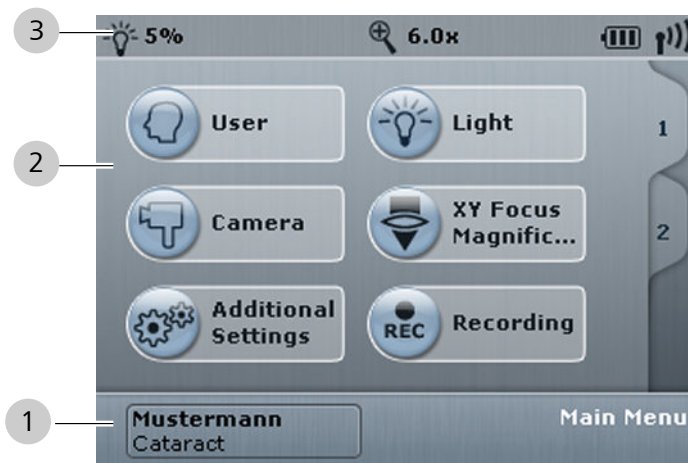 3
5%
6.0x
User
Light
1
2
Camera
XY Focus
Magnific...
2
Additional
Settings
REC
Recording
1
Mustermann
Cataract
Main Menu